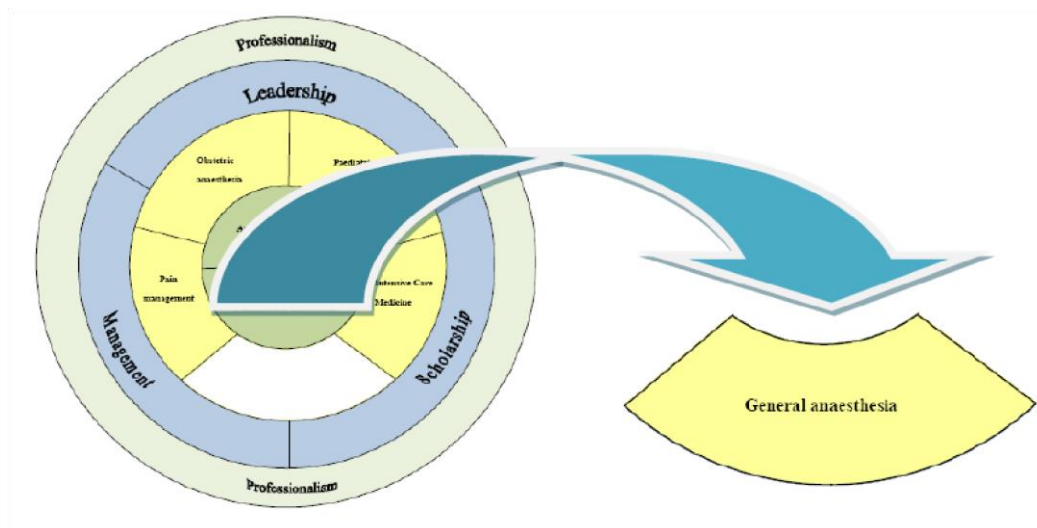 Professionalism
Leadership
Obstetric
anaesthesia
Pain
management
Intensive Care
Medicine
Management
Scholarship
General anaesthesia
Professionalism